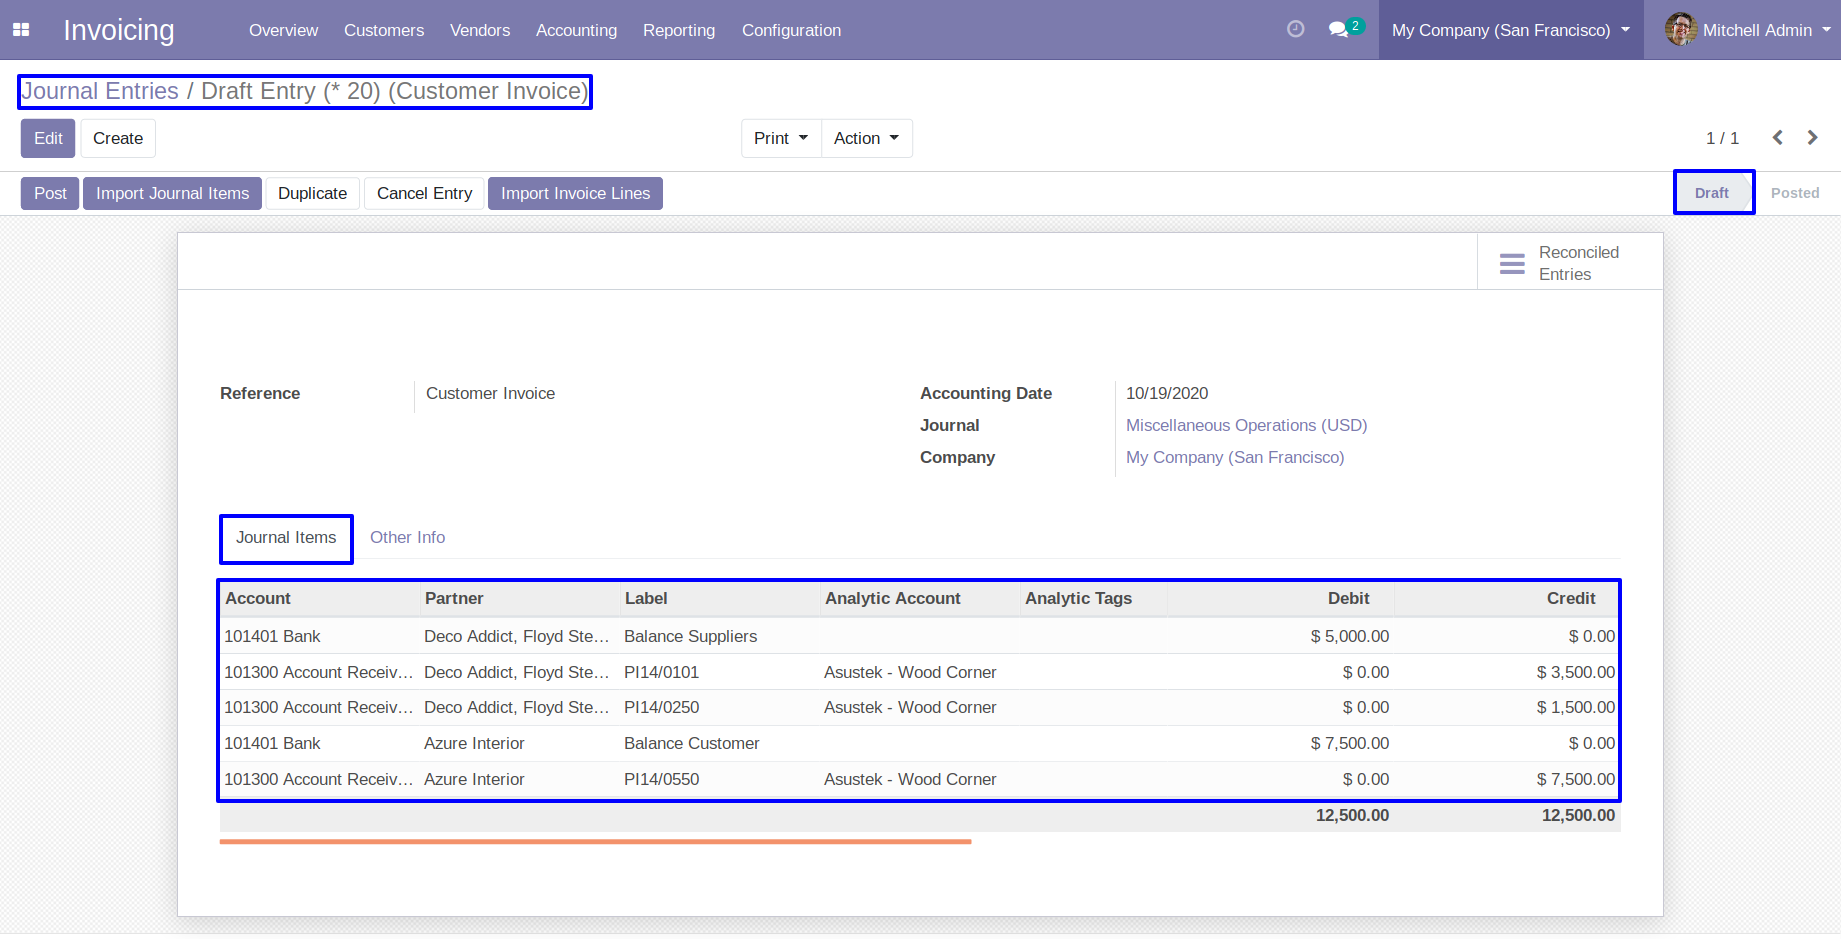 Invoicing Overview Customers Vendors Accounting Reporting Configuration 2 My Company (San Francisco) Mitchell Admin
Journal Entries / Draft Entry (* 20) (Customer Invoice)
Edit Create Print Action 1 / 1
Post Import Journal Items Duplicate Cancel Entry Import Invoice Lines Draft Posted
Reconciled
Entries
Reference Customer Invoice Accounting Date 10/19/2020
Journal Miscellaneous Operations (USD)
Company My Company (San Francisco)
Journal Items Other Info
Account Partner Label Analytic Account Analytic Tags Debit Credit
101401 Bank Deco Addict, Floyd Ste... Balance Suppliers $ 5,000.00 $ 0.00
101300 Account Receiv... Deco Addict, Floyd Ste... PI14/0101 Asustek - Wood Corner $ 0.00 $ 3,500.00
101300 Account Receiv... Deco Addict, Floyd Ste... PI14/0250 Asustek - Wood Corner $ 0.00 $ 1,500.00
101401 Bank Azure Interior Balance Customer $ 7,500.00 $ 0.00
101300 Account Receiv... Azure Interior PI14/0550 Asustek - Wood Corner $ 0.00 $ 7,500.00
12,500.00 12,500.00